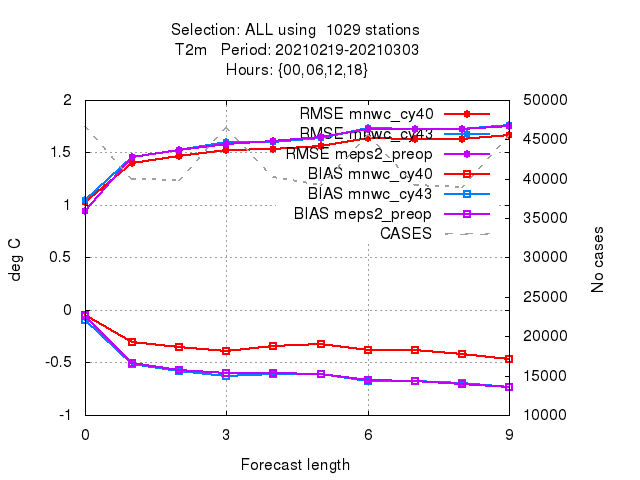 Selection: ALL using  1029 stations
T2m   Period: 20210219-20210303
Hours: {00,06,12,18}
2
1.5
1
0.5
0
-0.5
-1
deg C
50000
45000
40000
35000
30000
25000
20000
15000
10000
No cases
RMSE mnwc_cy40
RMSE mnwc_cy43
RMSE meps2_preop
BIAS mnwc_cy40
BIAS mnwc_cy43
BIAS meps2_preop
CASES
0
3
6
9
Forecast length